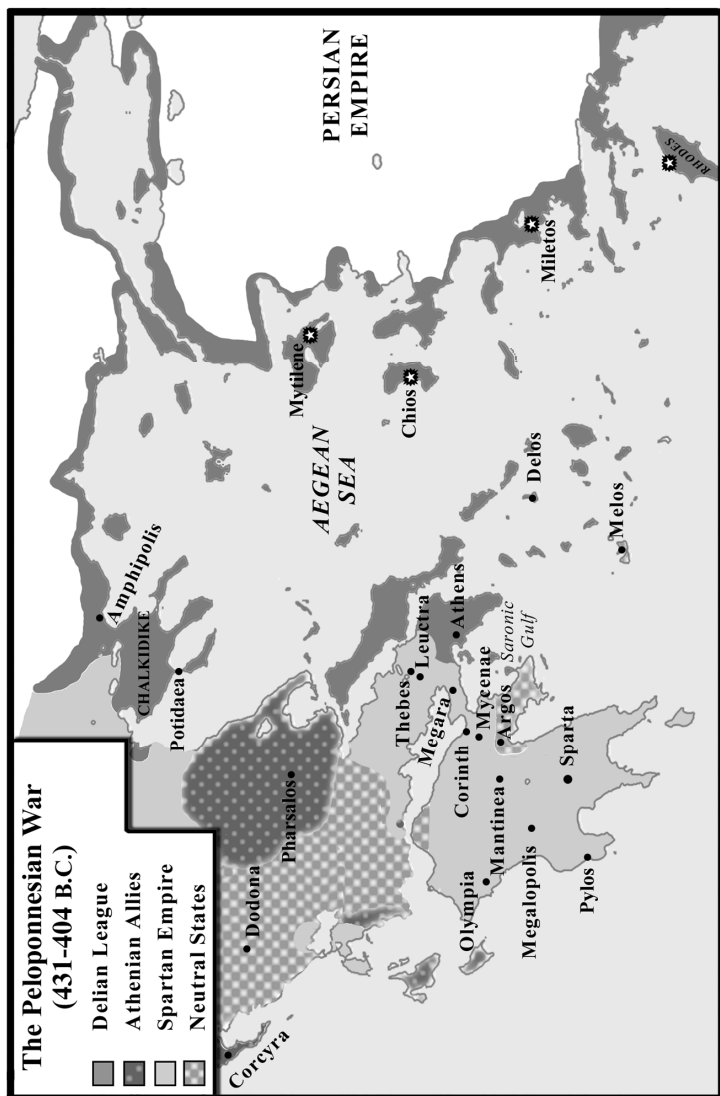 The Peloponnesian War
(431-404 B.C.)
Delian League
Athenian Allies
Spartan Empire
Neutral States
PERSIAN
EMPIRE
AEGEAN
SEA
Amphipolis
CHALKIDIKE
Potidaea
Pharsalos
Dodona
Corcyra
Mytilene
Chios
Miletos
RHODES
Delos
Melos
Thebes
Leuctra
Athens
Megara
Corinth
Mycenae
Argos
Saronic
Gulf
Olympia
Mantinea
Megalopolis
Sparta
Pylos